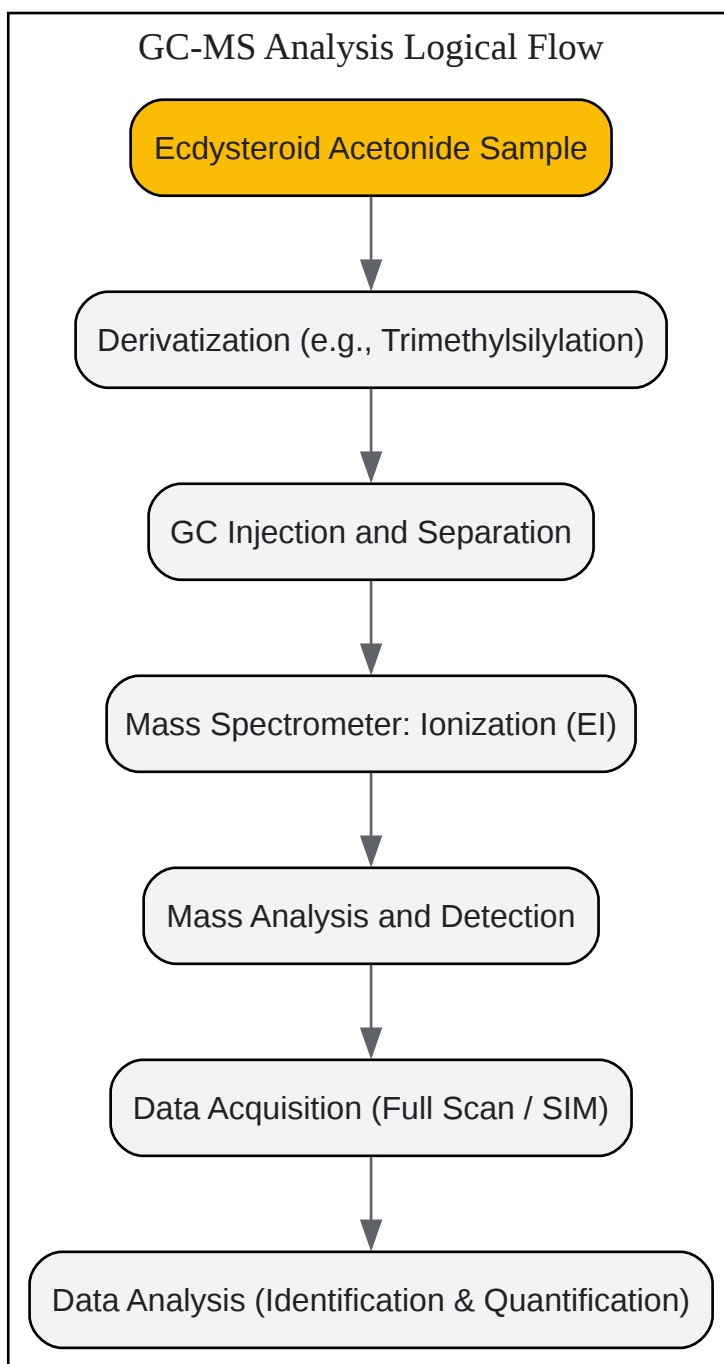 GC-MS Analysis Logical Flow
Ecdysteroid Acetonide Sample
Derivatization (e.g., Trimethylsilylation)
GC Injection and Separation
Mass Spectrometer: Ionization (EI)
Mass Analysis and Detection
Data Acquisition (Full Scan / SIM)
Data Analysis (Identification & Quantification)